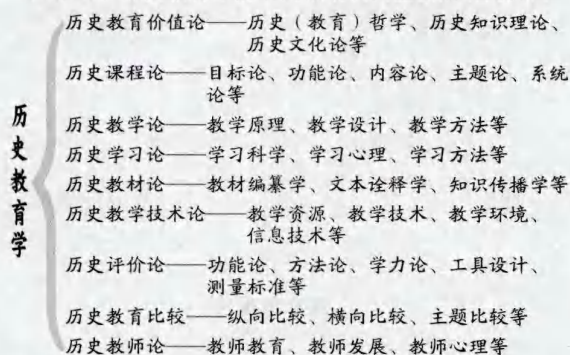 历史教育学
历史教育价值论——历史（教育）哲学、历史知识理论、
历史文化论等
历史课程论——目标论、功能论、内容论、主题论、系统
论等
历史教学论——教学原理、教学设计、教学方法等
历史学习论——学习科学、学习心理、学习方法等
历史教材论——教材编纂学、文本诠释学、知识传播学等
历史教学技术论——教学资源、教学技术、教学环境、
信息技术等
历史评价论——功能论、方法论、学力论、工具设计、
测量标准等
历史教育比较——纵向比较、横向比较、主题比较等
历史教师论——教师教育、教师发展、教师心理等